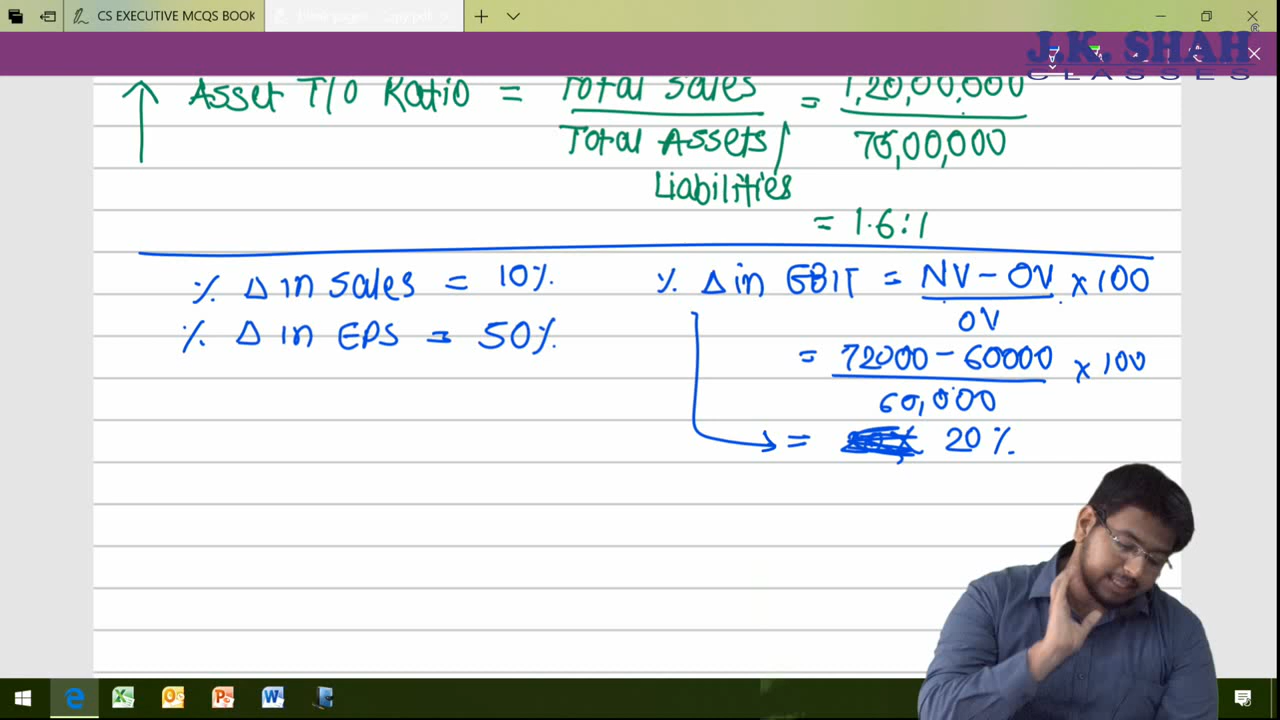 CS EXECUTIVE MCQS BOOK
J.K. SHAH®
CLASSES
Asset T/O Ratio = Total Sales / Total Assets / Liabilities = 1,20,00,000 / 75,00,000
= 1.6:1
% Δ in Sales = 10%
% Δ in EPS = 50%
% Δ in EBIT = NV - OV / OV × 100
= 72000 - 60000 / 60,000 × 100
= 20%